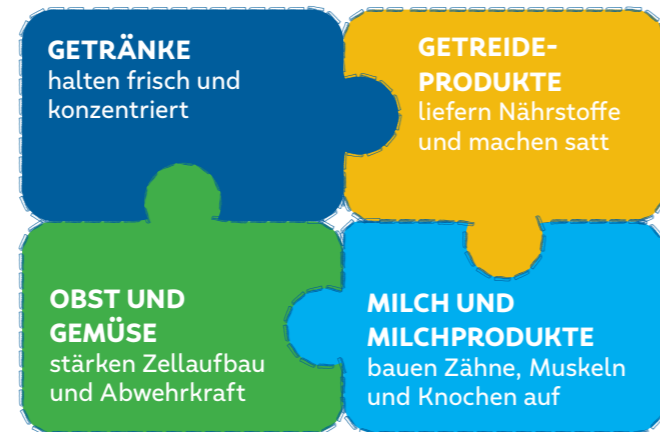 GETRÄNKE
halten frisch und
konzentriert
GETREIDE-
PRODUKTE
liefern Nährstoffe
und machen satt
OBST UND
GEMÜSE
stärken Zellaufbau
und Abwehrkraft
MILCH UND
MILCHPRODUKTE
bauen Zähne, Muskeln
und Knochen auf